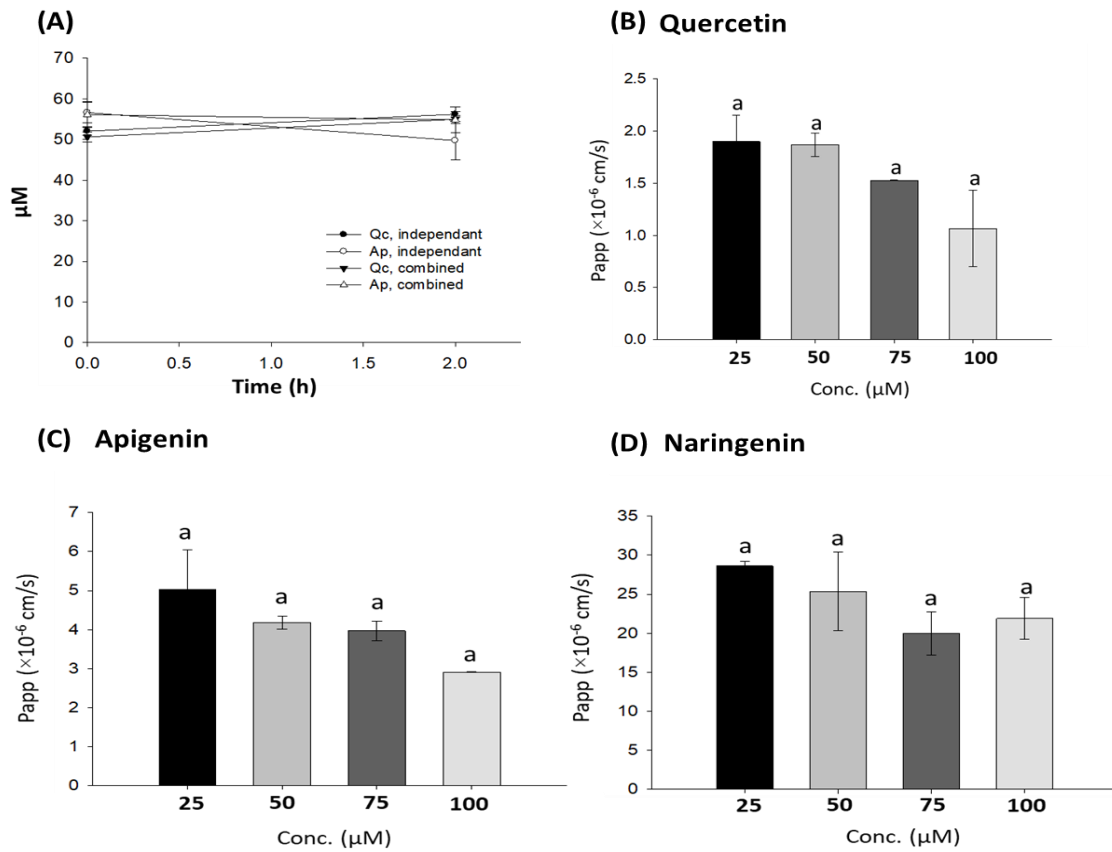 (A)
70
60
50
40
30
20
10
0
µM
Qc, independant
Ap, independant
Qc, combined
Ap, combined
0.0 0.5 1.0 1.5 2.0
Time (h)
(B) Quercetin
2.5
2.0
1.5
1.0
0.5
0.0
Papp (×10⁻⁶ cm/s)
a a a a
25 50 75 100
Conc. (µM)
(C) Apigenin
7
6
5
4
3
2
1
0
Papp (×10⁻⁶ cm/s)
a a a a
25 50 75 100
Conc. (µM)
(D) Naringenin
35
30
25
20
15
10
5
0
Papp (×10⁻⁶ cm/s)
a a a a
25 50 75 100
Conc. (µM)